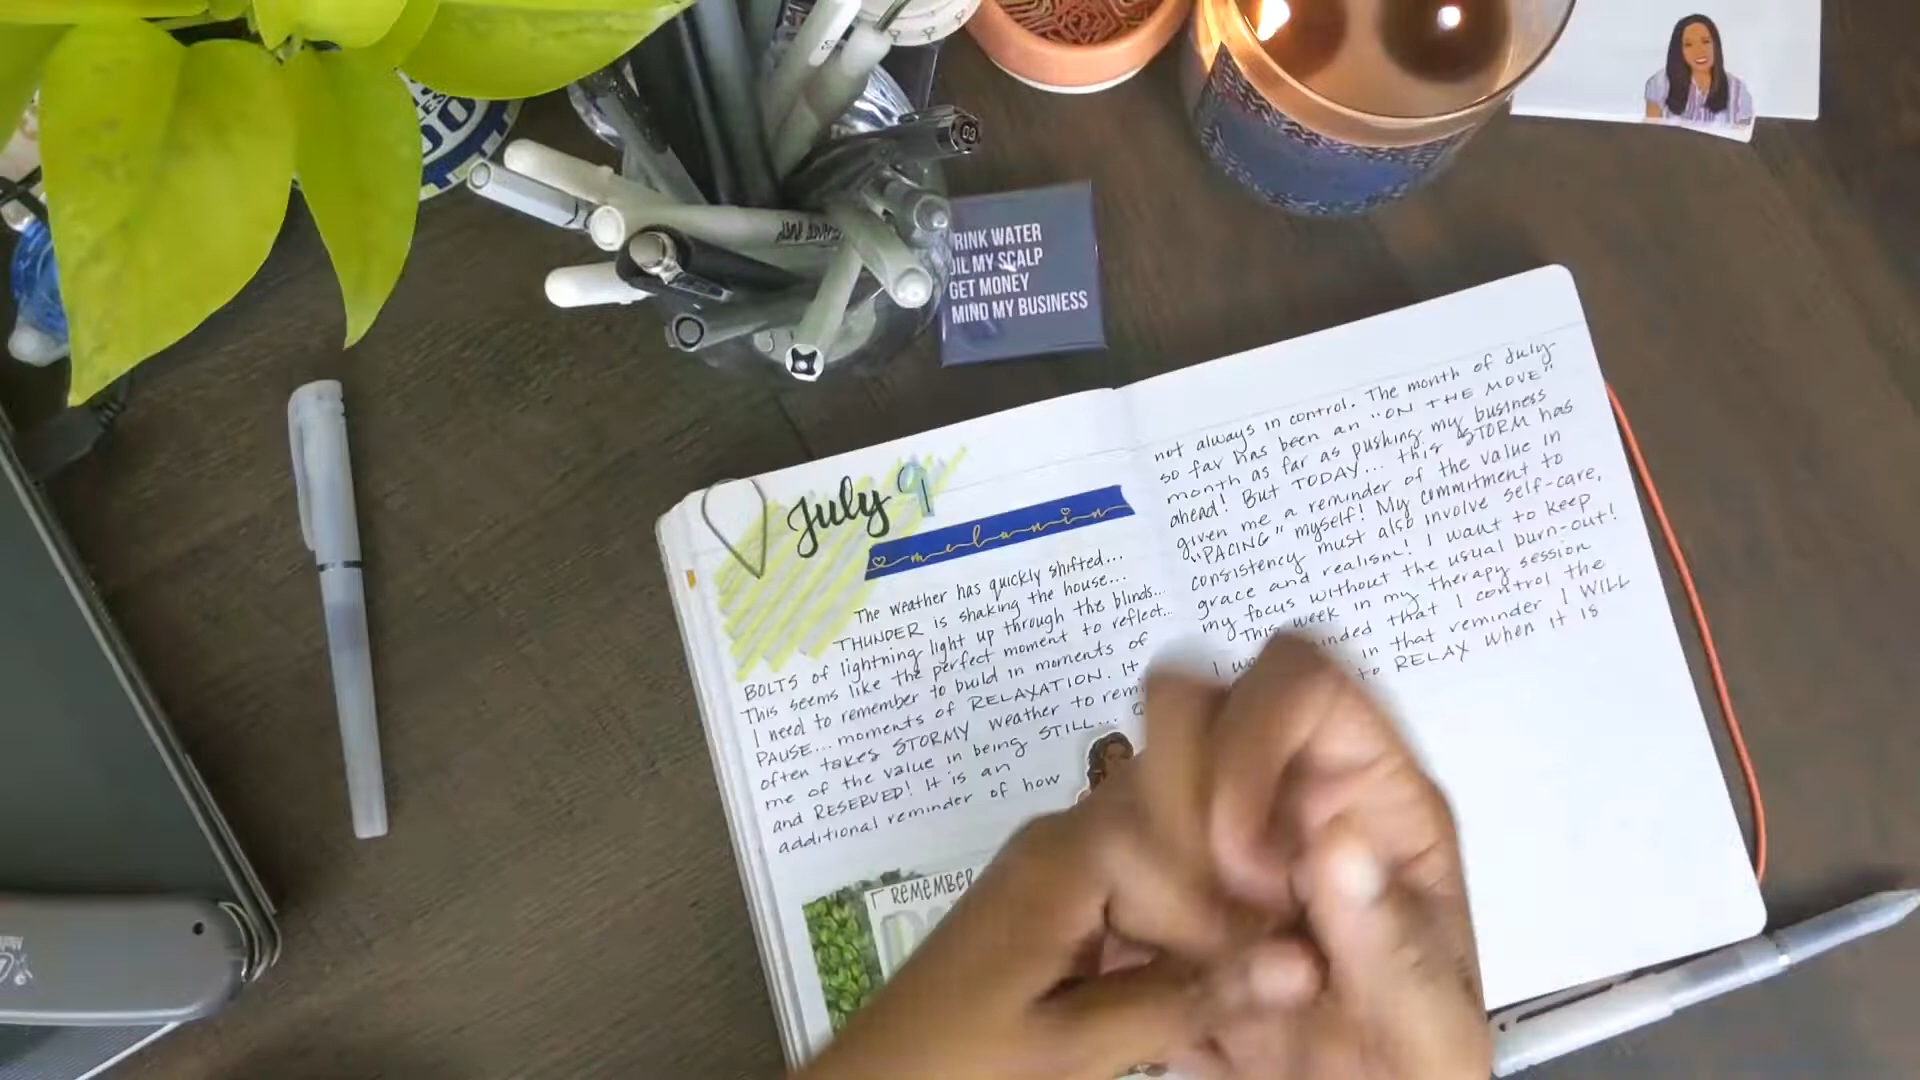 03
RINK WATER
OIL MY SCALP
GET MONEY
MIND MY BUSINESS
July 9
melanin
The weather has quickly shifted...
THUNDER is shaking the house...
BOLTS of lightning light up through the blinds...
This seems like the perfect moment to reflect...
I need to remember to build in moments of
PAUSE... moments of RELAXATION. It
often takes STORMY weather to remi
me of the value in being STILL...
and RESERVED! It is an
additional reminder of how
REMEMBER
not always in control. The month of July
so far has been an "ON THE MOVE"
month as far as pushing my business
ahead! But TODAY... this STORM has
given me a reminder of the value in
"PACING" myself! My commitment to
consistency must also involve self-care,
grace and realism! I want to keep
my focus without the usual burn-out!
This week in my therapy session
I wa inded that I control the
in that reminder I WILL
to RELAX when it is